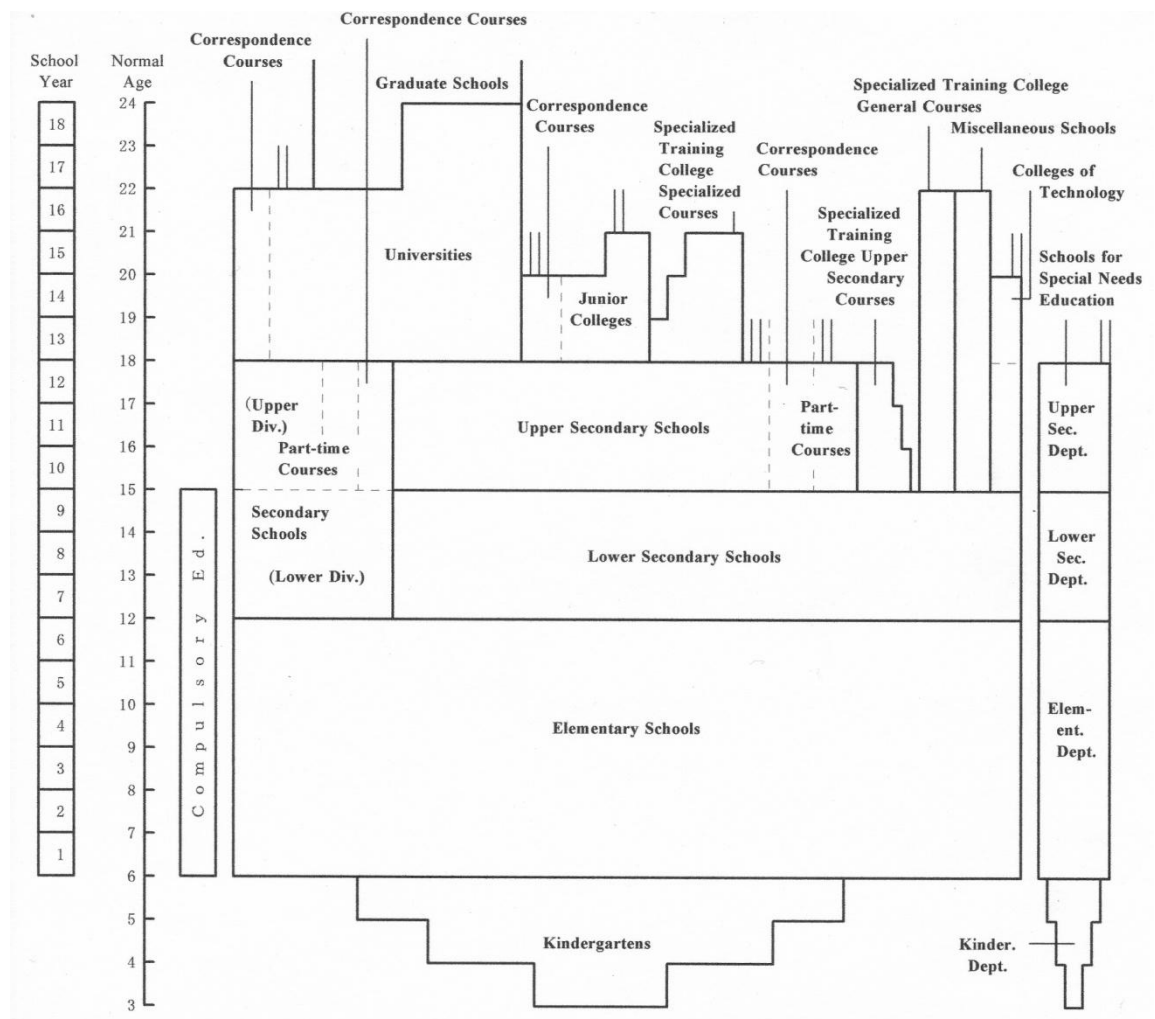 Correspondence Courses
Correspondence
Courses
School
Year
Normal
Age
Graduate Schools
Correspondence
Courses
Specialized
Training
College
Specialized
Courses
Correspondence
Courses
Specialized Training College
General Courses
Miscellaneous Schools
Colleges of
Technology
Specialized
Training
College Upper
Secondary
Courses
Schools for
Special Needs
Education
Universities
Junior
Colleges
18
17
16
15
14
13
12
11
10
9
8
7
6
5
4
3
2
1
24
23
22
21
20
19
18
17
16
15
14
13
12
11
10
9
8
7
6
5
4
3
Compulsory Ed.
(Upper
Div.)
Part-time
Courses
Upper Secondary Schools
Part-
time
Courses
Upper
Sec.
Dept.
Secondary
Schools
(Lower Div.)
Lower Secondary Schools
Lower
Sec.
Dept.
Elementary Schools
Elem-
ent.
Dept.
Kindergartens
Kinder.
Dept.